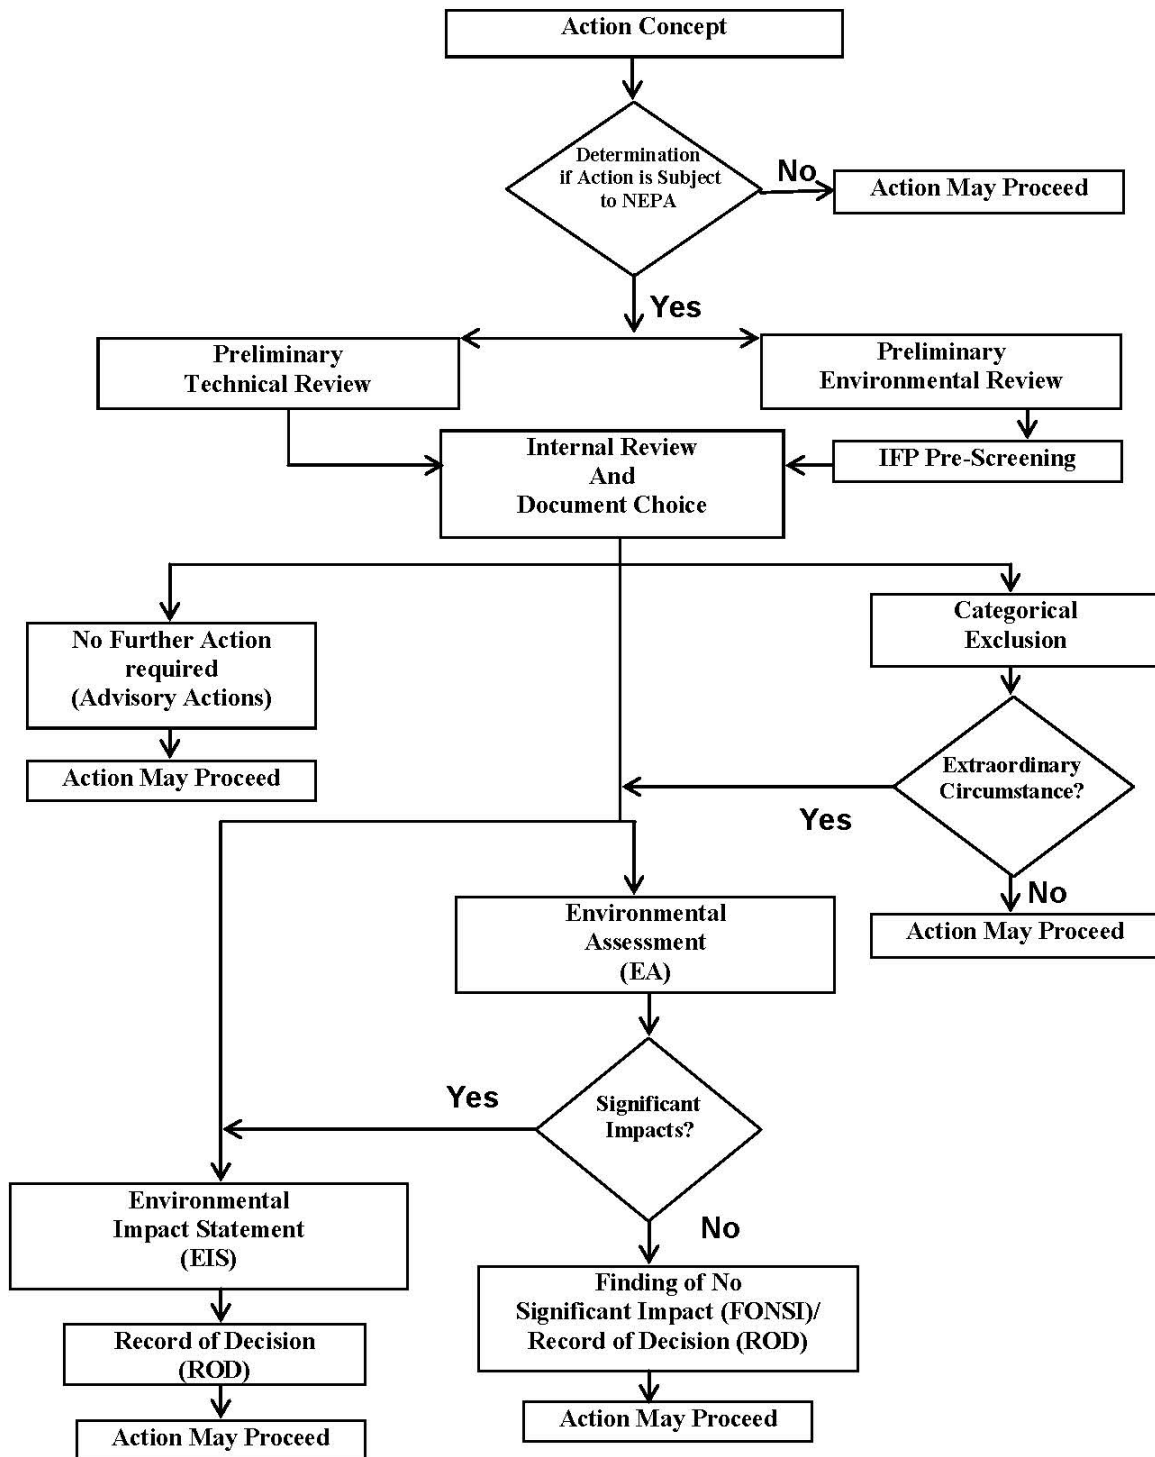 Action Concept
Determination
if Action is Subject
to NEPA
No
Action May Proceed
Yes
Preliminary
Technical Review
Preliminary
Environmental Review
Internal Review
And
Document Choice
IFP Pre-Screening
No Further Action
required
(Advisory Actions)
Action May Proceed
Categorical
Exclusion
Extraordinary
Circumstance?
Yes
No
Action May Proceed
Environmental
Assessment
(EA)
Significant
Impacts?
Yes
No
Environmental
Impact Statement
(EIS)
Record of Decision
(ROD)
Action May Proceed
Finding of No
Significant Impact (FONSI)/
Record of Decision (ROD)
Action May Proceed